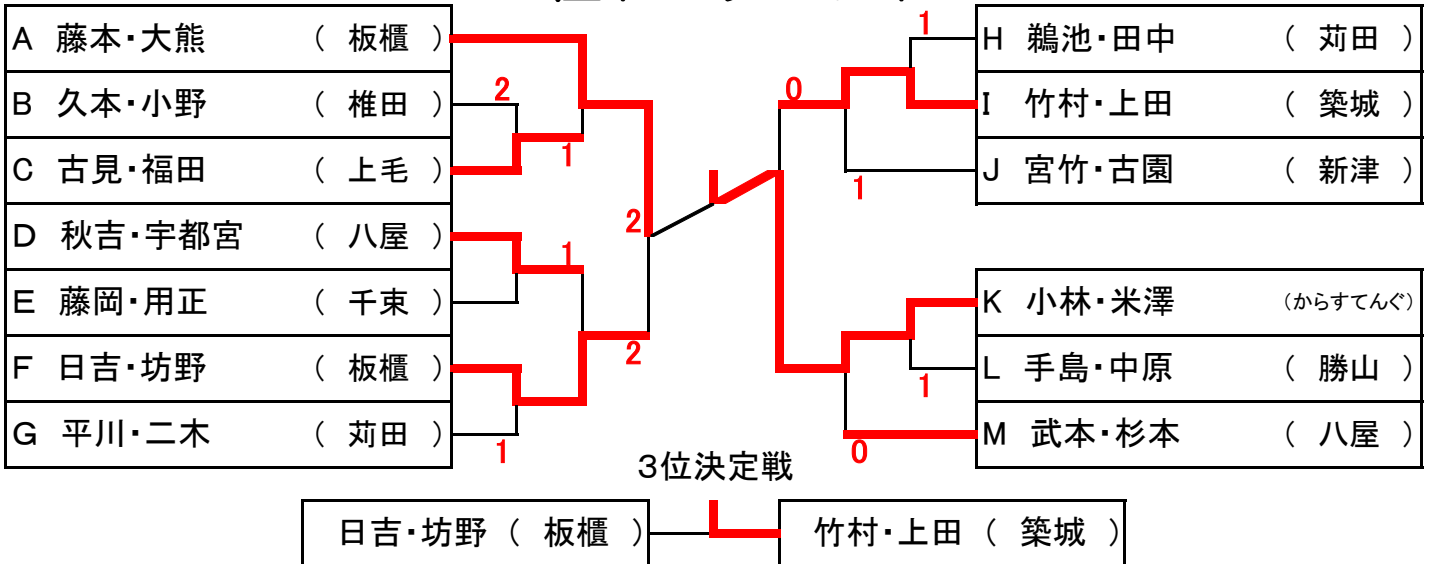 A 藤本・大熊 （ 板櫃 ）
B 久本・小野 （ 椎田 ）
C 古見・福田 （ 上毛 ）
D 秋吉・宇都宮 （ 八屋 ）
E 藤岡・用正 （ 千束 ）
F 日吉・坊野 （ 板櫃 ）
G 平川・二木 （ 苅田 ）
2
1
1
1
2
2
0
1
1
1
0
H 鵜池・田中 （ 苅田 ）
I 竹村・上田 （ 築城 ）
J 宮竹・古園 （ 新津 ）
K 小林・米澤 （からすてんぐ）
L 手島・中原 （ 勝山 ）
M 武本・杉本 （ 八屋 ）
3位決定戦
日吉・坊野 （ 板櫃 ）
竹村・上田 （ 築城 ）